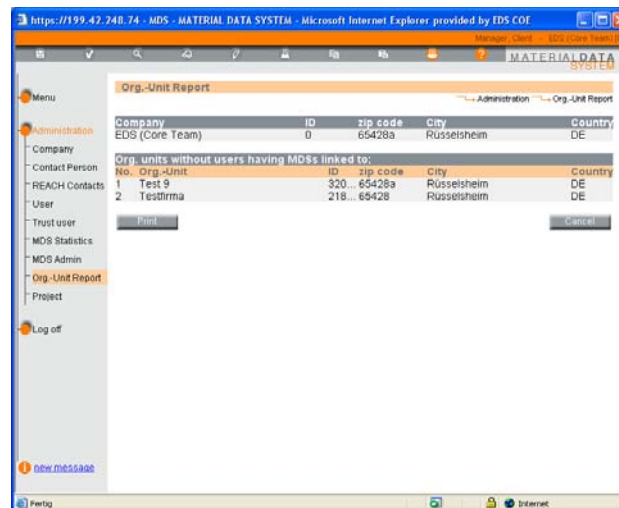 https://199.42.248.74 - MDS - MATERIAL DATA SYSTEM - Microsoft Internet Explorer provided by EDS COE
Manager, Client - EDS (Core Team)
MATERIALDATA
SYSTEM
Menu
Administration
Company
Contact Person
REACH Contacts
User
Trust user
MDS Statistics
MDS Admin
Org.-Unit Report
Project
Log off
new message
Org.-Unit Report
Administration Org.-Unit Report
Company ID zip code City Country
EDS (Core Team) 0 65428a Rüsselsheim DE
Org. units without users having MDSs linked to:
No. Org.-Unit ID zip code City Country
1 Test 9 320... 65428a Rüsselsheim DE
2 Testfirma 218... 65428 Rüsselsheim DE
Print Cancel
Fertig Internet